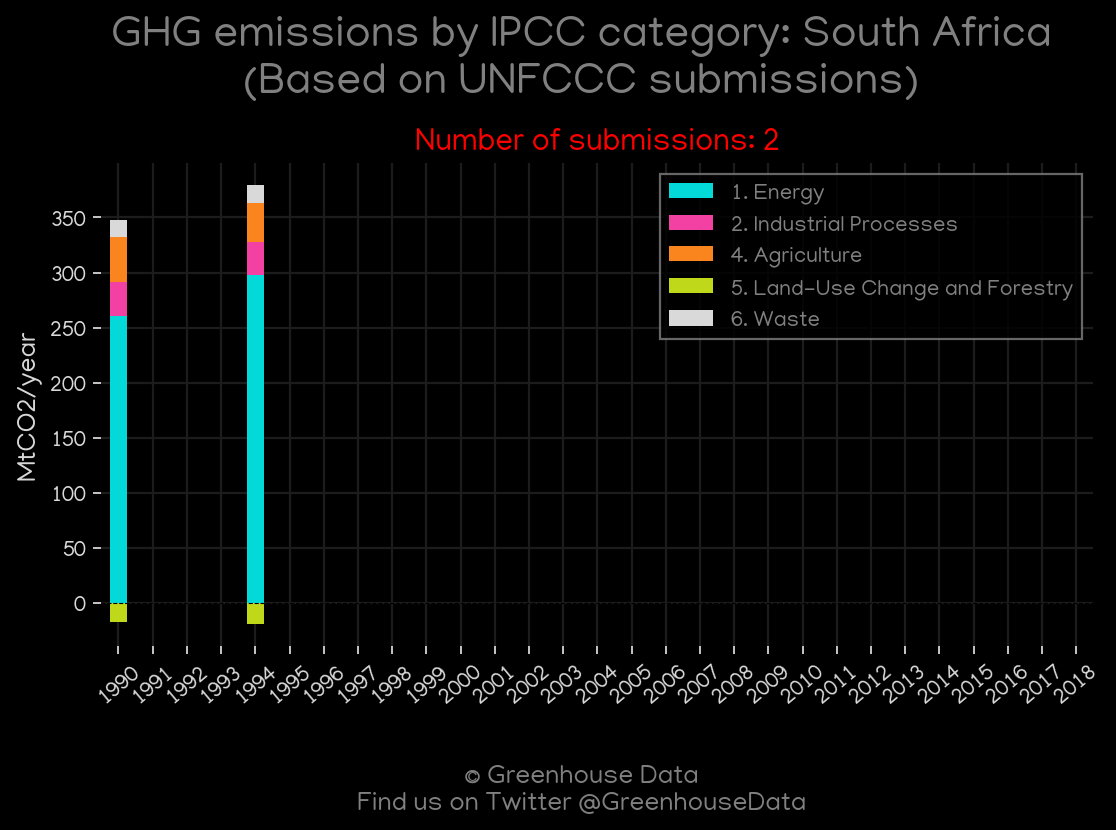 GHG emissions by IPCC category: South Africa
(Based on UNFCCC submissions)
Number of submissions: 2
1. Energy
2. Industrial Processes
4. Agriculture
5. Land-Use Change and Forestry
6. Waste
MtCO2/year
350
300
250
200
150
100
50
0
1990 1991 1992 1993 1994 1995 1996 1997 1998 1999 2000 2001 2002 2003 2004 2005 2006 2007 2008 2009 2010 2011 2012 2013 2014 2015 2016 2017 2018
© Greenhouse Data
Find us on Twitter @GreenhouseData